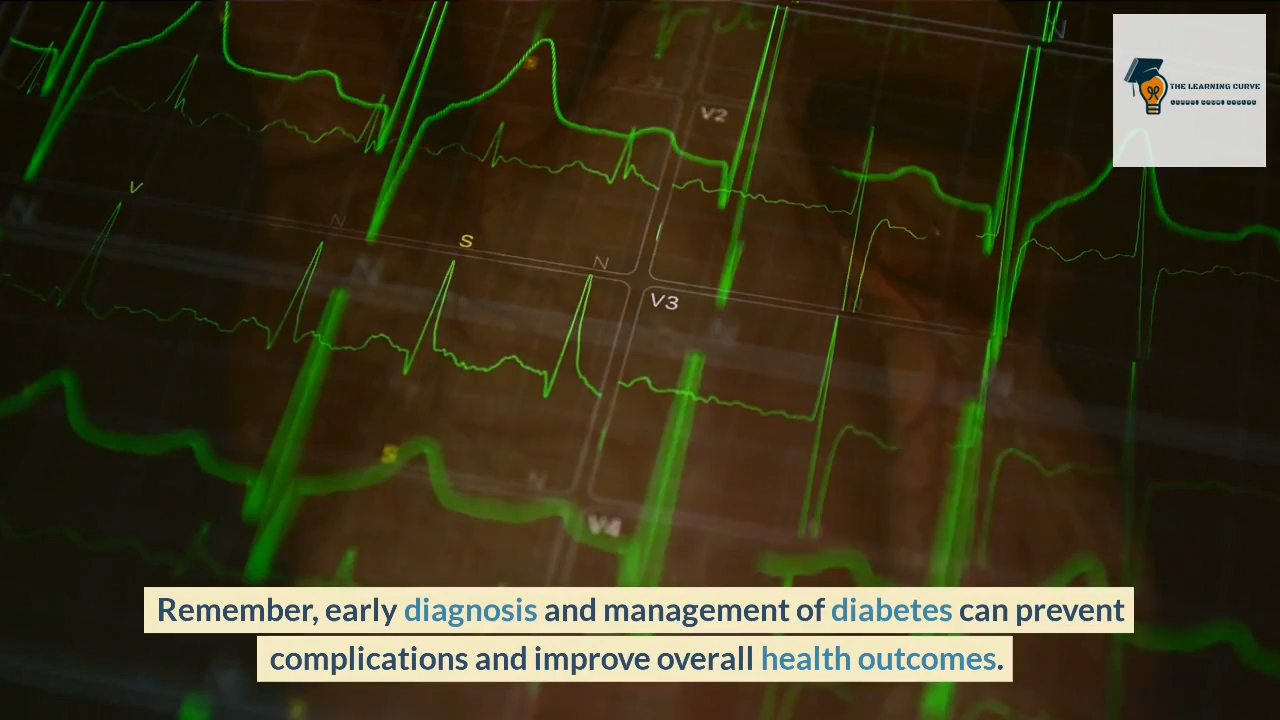 N
S
V2
THE LEARNING CURVE
V
N
S
N
V3
N
N
N
S
N
V4
Remember, early diagnosis and management of diabetes can prevent
complications and improve overall health outcomes.